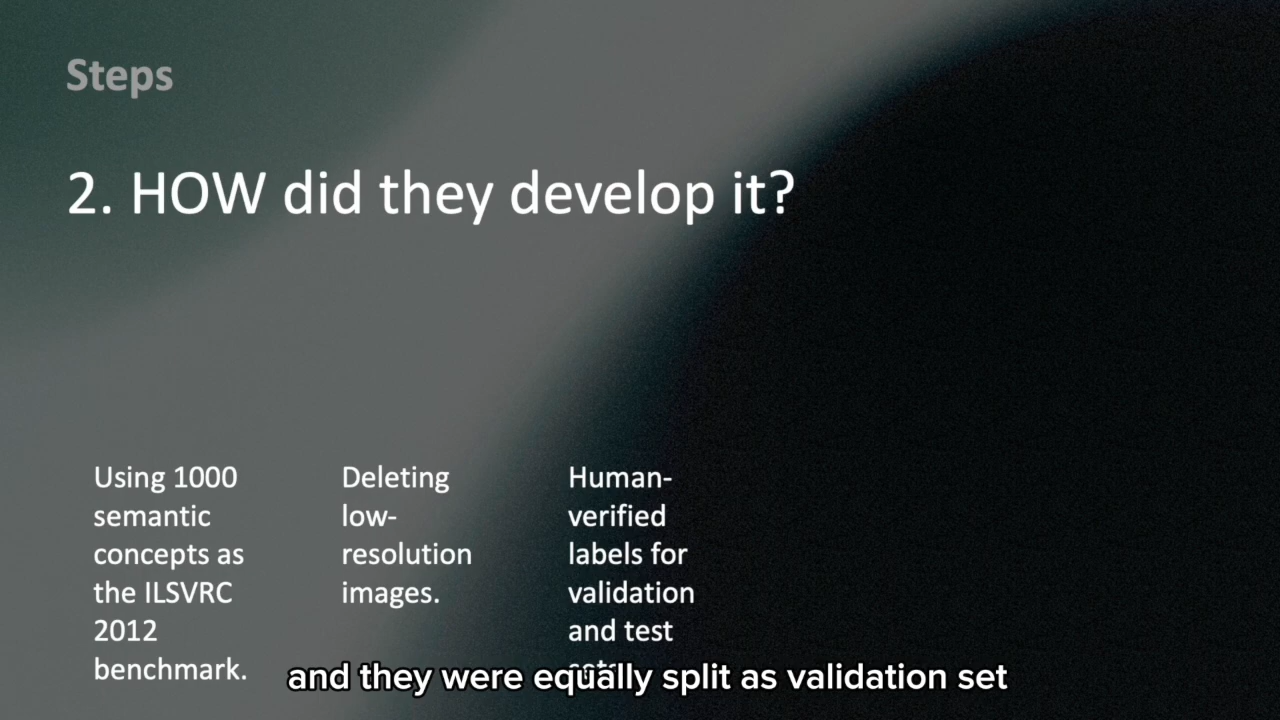 Steps
2. HOW did they develop it?
Using 1000
semantic
concepts as
the ILSVRC
2012
benchmark.
Deleting
low-
resolution
images.
Human-
verified
labels for
validation
and test
and they were equally split as validation set